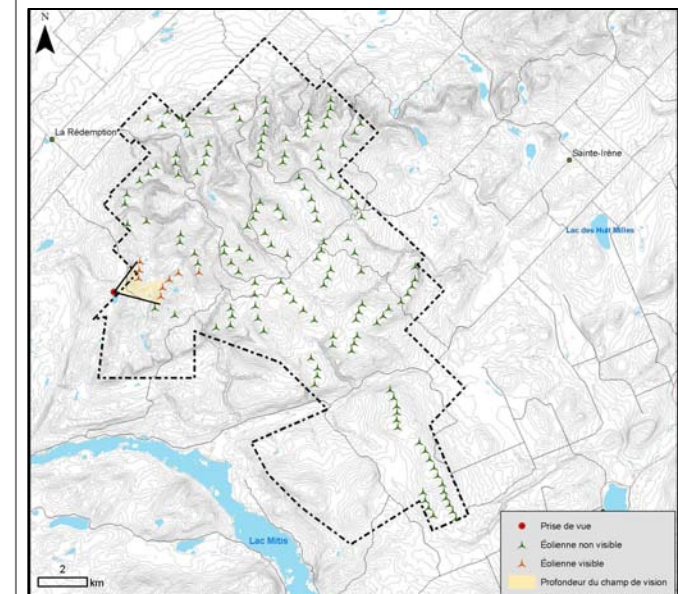 N
La Rédemption
Sainte-Irène
Lac des Huit Milles
Lac Mitis
2
km
Prise de vue
Éolienne non visible
Éolienne visible
Profondeur du champ de vision